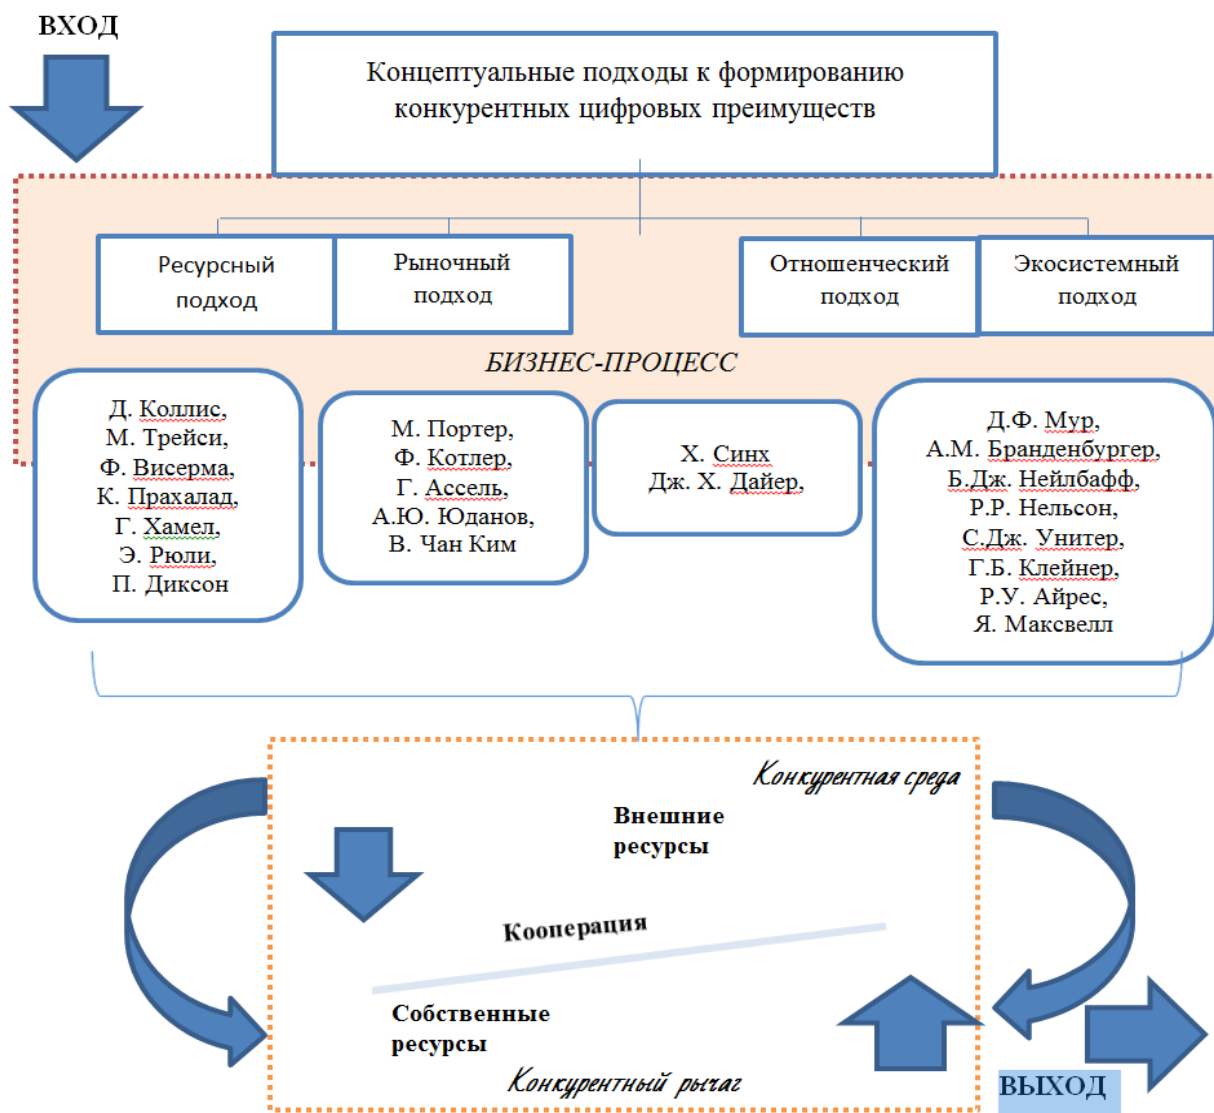 ВХОД
Концептуальные подходы к формированию
конкурентных цифровых преимуществ
Ресурсный
подход
Рыночный
подход
Отношенческий
подход
Экосистемный
подход
БИЗНЕС-ПРОЦЕСС
Д. Коллис,
М. Трейси,
Ф. Висерма,
К. Прахалад,
Г. Хамел,
Э. Рюли,
П. Диксон
М. Портер,
Ф. Котлер,
Г. Ассель,
А.Ю. Юданов,
В. Чан Ким
Х. Синх
Дж. Х. Дайер,
Д.Ф. Мур,
А.М. Бранденбургер,
Б.Дж. Нейлбафф,
Р.Р. Нельсон,
С.Дж. Унитер,
Г.Б. Клейнер,
Р.У. Айрес,
Я. Максвелл
Конкурентная среда
Внешние
ресурсы
Кооперация
Собственные
ресурсы
Конкурентный рычаг
ВЫХОД